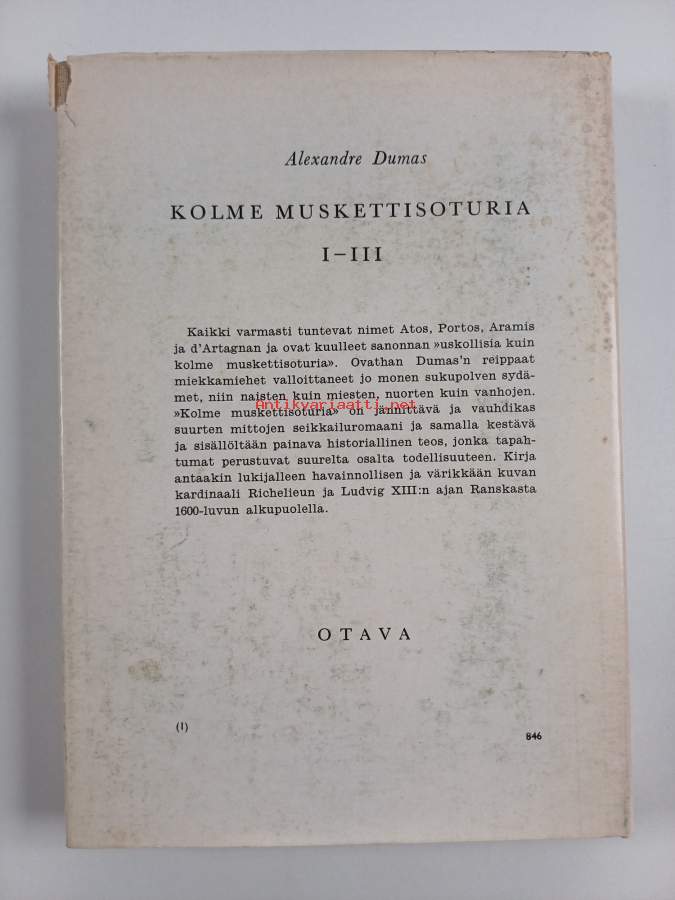 Alexandre Dumas
KOLME MUSKETTISOTURIA
I–III
Kaikki varmasti tuntevat nimet Atos, Portos, Aramis
ja d'Artagnan ja ovat kuulleet sanonnan »uskollisia kuin
kolme muskettisoturia». Ovathan Dumas'n reippaat
miekkamiehet valloittaneet jo monen sukupolven sydä-
met, niin naisten kuin miesten, nuorten kuin vanhojen.
Antikvariaatti.net
»Kolme muskettisoturia» on jännittävä ja vauhdikas
suurten mittojen seikkailuromaani ja samalla kestävä
ja sisällöltään painava historiallinen teos, jonka tapah-
tumat perustuvat suurelta osalta todellisuuteen. Kirja
antaakin lukijalleen havainnollisen ja värikkään kuvan
kardinaali Richelieun ja Ludvig XIII:n ajan Ranskasta
1600-luvun alkupuolella.
OTAVA
(1)
846